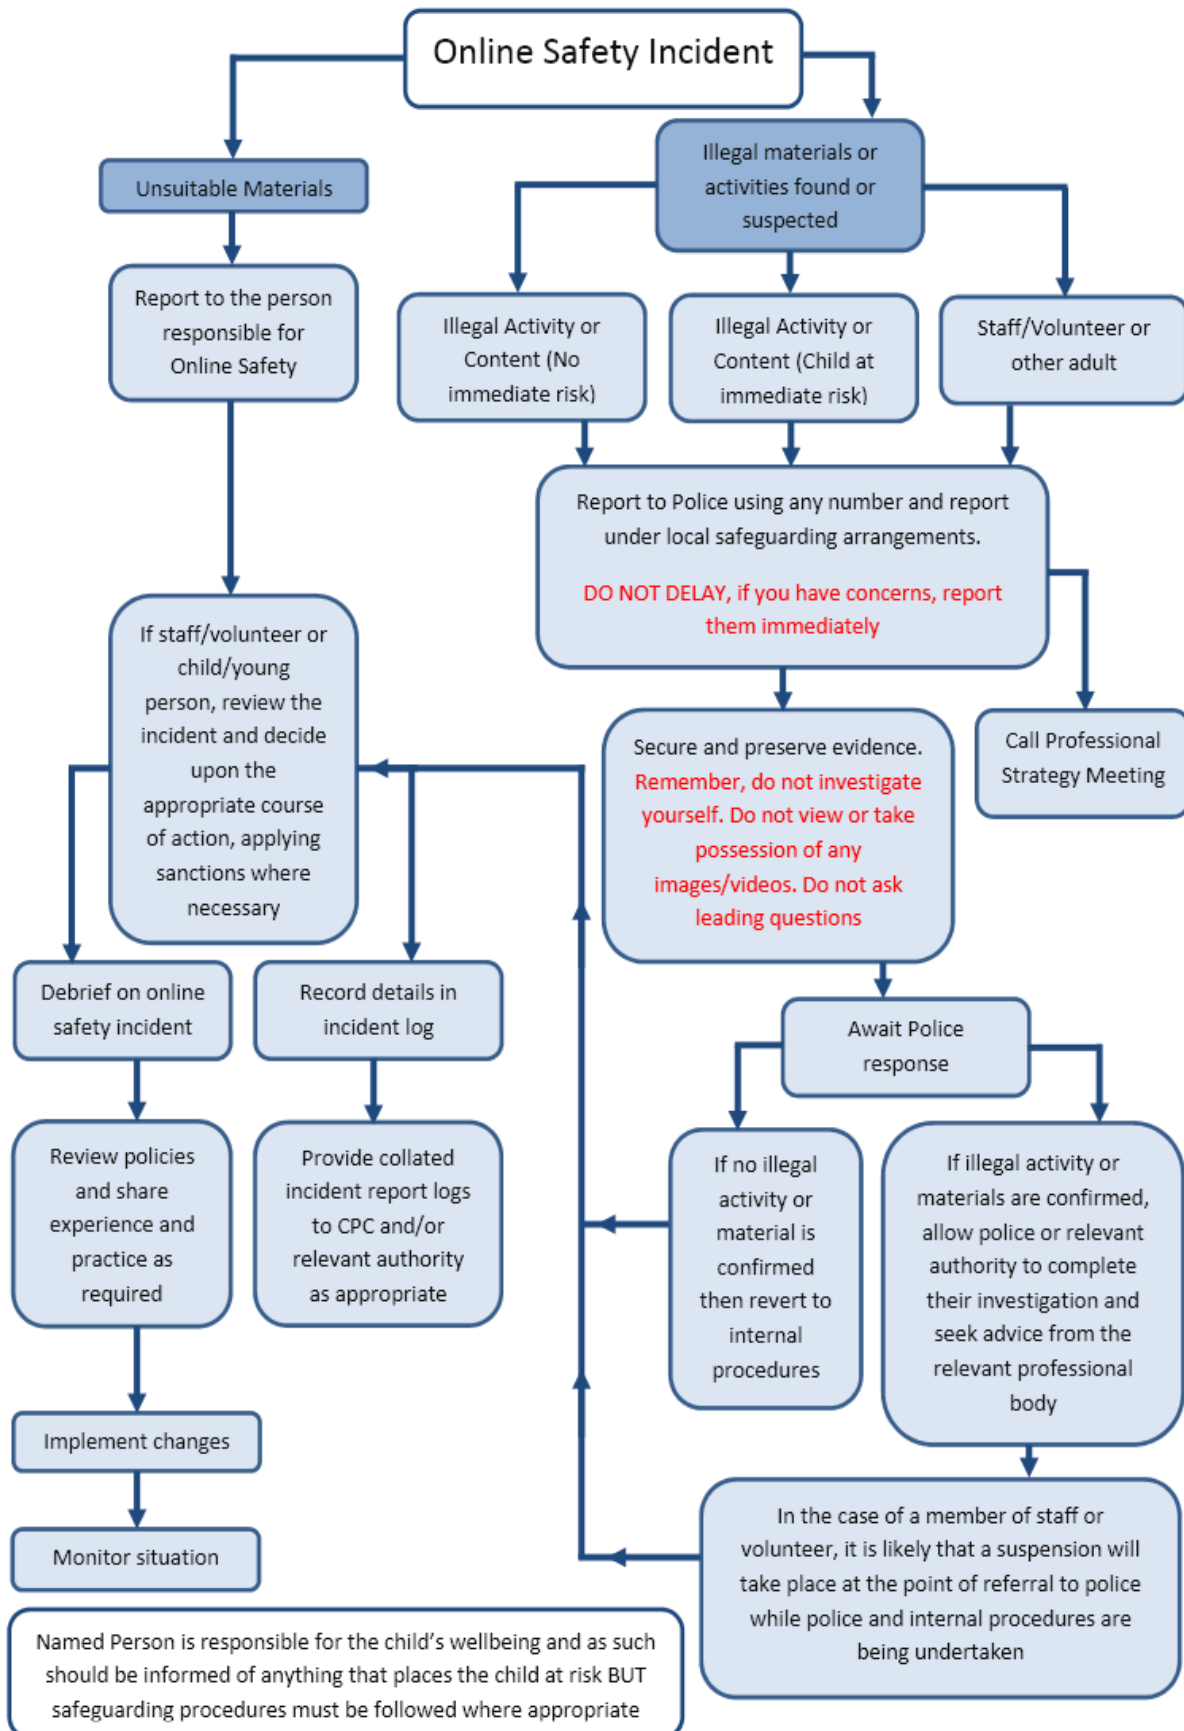 Online Safety Incident
Unsuitable Materials
Illegal materials or
activities found or
suspected
Report to the person
responsible for
Online Safety
Illegal Activity or
Content (No
immediate risk)
Illegal Activity or
Content (Child at
immediate risk)
Staff/Volunteer or
other adult
Report to Police using any number and report
under local safeguarding arrangements.
DO NOT DELAY, if you have concerns, report
them immediately
If staff/volunteer or
child/young
person, review the
incident and decide
upon the
appropriate course
of action, applying
sanctions where
necessary
Secure and preserve evidence.
Remember, do not investigate
yourself. Do not view or take
possession of any
images/videos. Do not ask
leading questions
Call Professional
Strategy Meeting
Debrief on online
safety incident
Record details in
incident log
Await Police
response
Review policies
and share
experience and
practice as
required
Provide collated
incident report logs
to CPC and/or
relevant authority
as appropriate
If no illegal
activity or
material is
confirmed
then revert to
internal
procedures
If illegal activity or
materials are confirmed,
allow police or relevant
authority to complete
their investigation and
seek advice from the
relevant professional
body
Implement changes
Monitor situation
In the case of a member of staff or
volunteer, it is likely that a suspension will
take place at the point of referral to police
while police and internal procedures are
being undertaken
Named Person is responsible for the child's wellbeing and as such
should be informed of anything that places the child at risk BUT
safeguarding procedures must be followed where appropriate